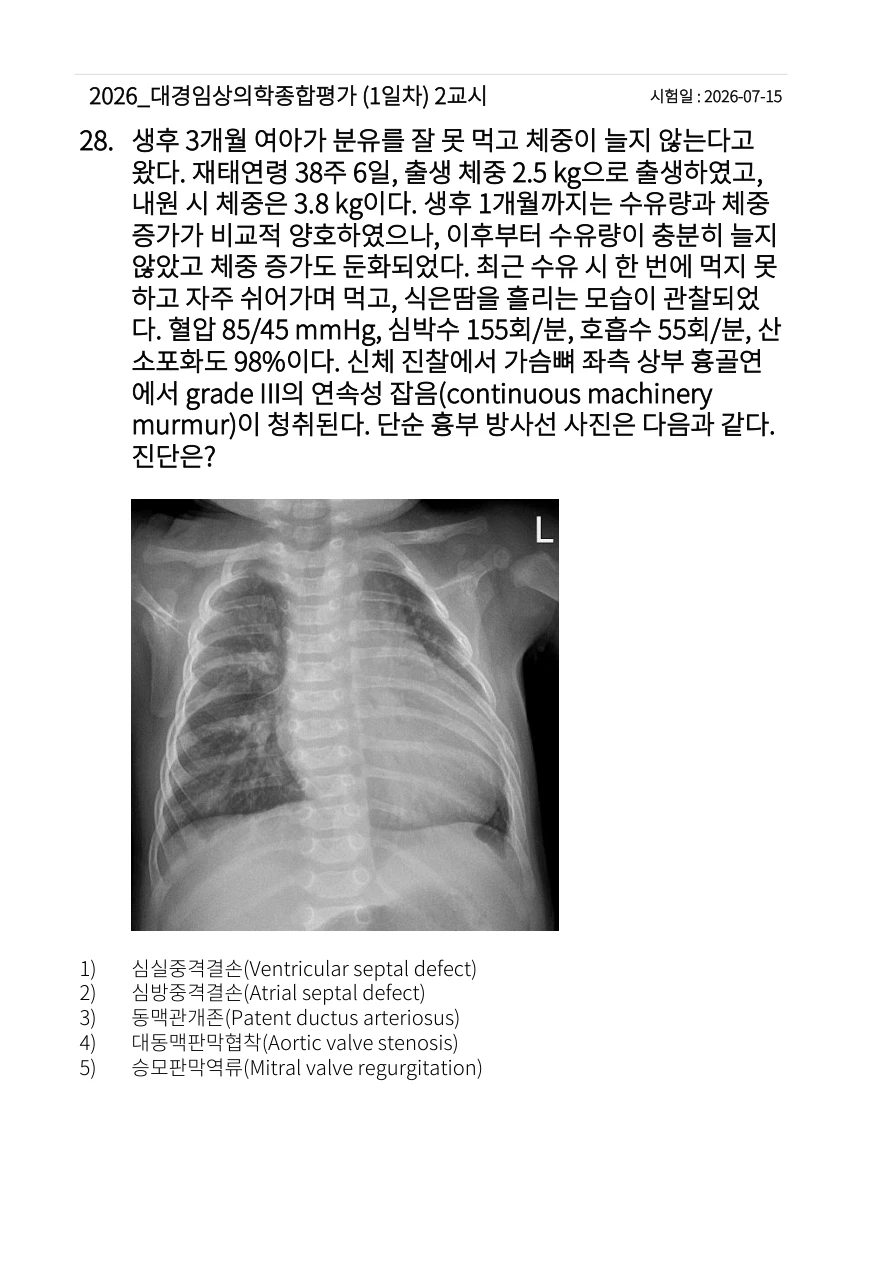 2026_대경임상의학종합평가 (1일차) 2교시
시험일 : 2026-07-15
28. 생후 3개월 여아가 분유를 잘 못 먹고 체중이 늘지 않는다고
왔다. 재태연령 38주 6일, 출생 체중 2.5 kg으로 출생하였고,
내원 시 체중은 3.8 kg이다. 생후 1개월까지는 수유량과 체중
증가가 비교적 양호하였으나, 이후부터 수유량이 충분히 늘지
않았고 체중 증가도 둔화되었다. 최근 수유 시 한 번에 먹지 못
하고 자주 쉬어가며 먹고, 식은땀을 흘리는 모습이 관찰되었
다. 혈압 85/45 mmHg, 심박수 155회/분, 호흡수 55회/분, 산
소포화도 98%이다. 신체 진찰에서 가슴뼈 좌측 상부 흉골연
에서 grade III의 연속성 잡음(continuous machinery
murmur)이 청취된다. 단순 흉부 방사선 사진은 다음과 같다.
진단은?
L
1) 심실중격결손(Ventricular septal defect)
2) 심방중격결손(Atrial septal defect)
3) 동맥관개존(Patent ductus arteriosus)
4) 대동맥판막협착(Aortic valve stenosis)
5) 승모판막역류(Mitral valve regurgitation)